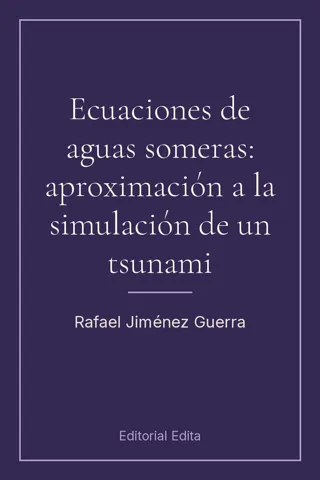 Ecuaciones de
aguas someras:
aproximación a la
simulación de un
tsunami
Rafael Jiménez Guerra
Editorial Edita